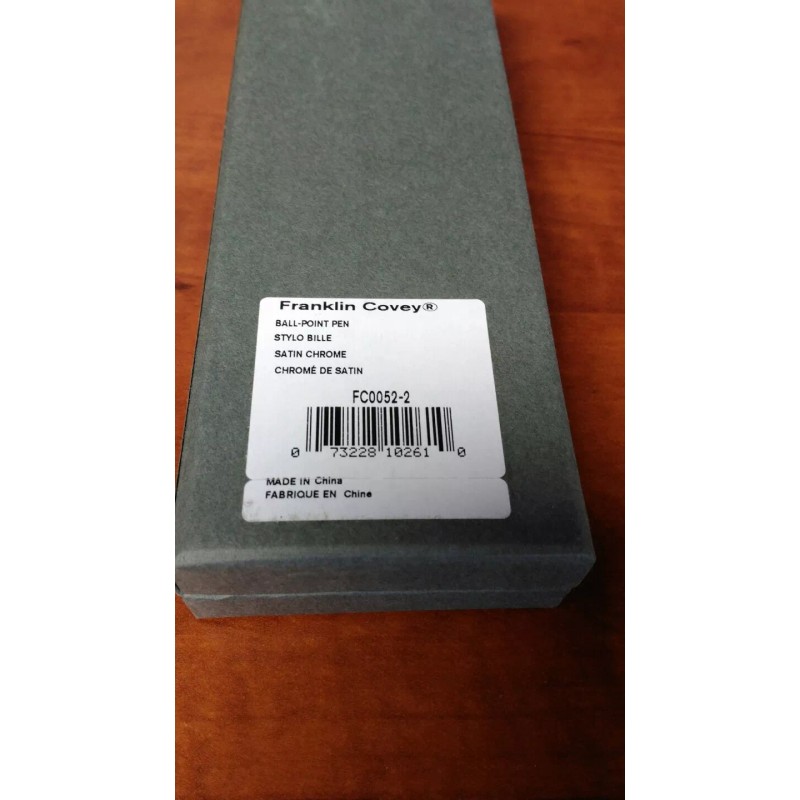 Franklin Covey®
BALL-POINT PEN
STYLO BILLE
SATIN CHROME
CHROMÉ DE SATIN
FC0052-2
0 73228 10261 0
MADE IN China
FABRIQUE EN Chine